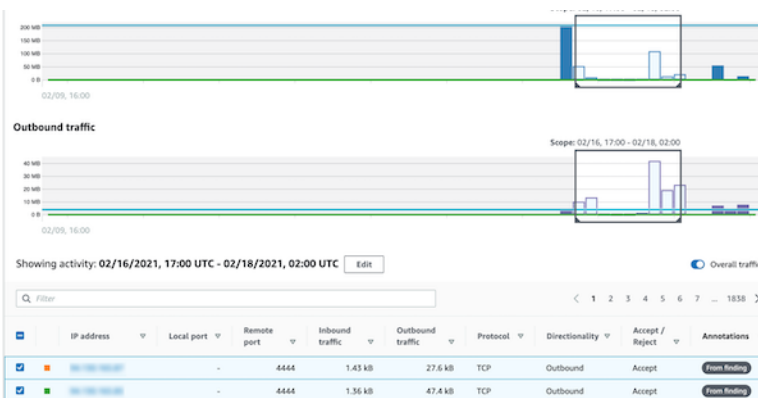 200 MB
150 MB
100 MB
50 MB
0 B
02/09, 16:00
Outbound traffic
Scope: 02/16, 17:00 - 02/18, 02:00
40 MB
30 MB
20 MB
10 MB
0 B
02/09, 16:00
Showing activity: 02/16/2021, 17:00 UTC - 02/18/2021, 02:00 UTC Edit
Overall traffic
Filter
1 2 3 4 5 6 7 ... 1838
IP address Local port Remote port Inbound traffic Outbound traffic Protocol Directionality Accept / Reject Annotations
- 4444 1.43 kB 27.6 kB TCP Outbound Accept From finding
- 4444 1.36 kB 47.4 kB TCP Outbound Accept From finding